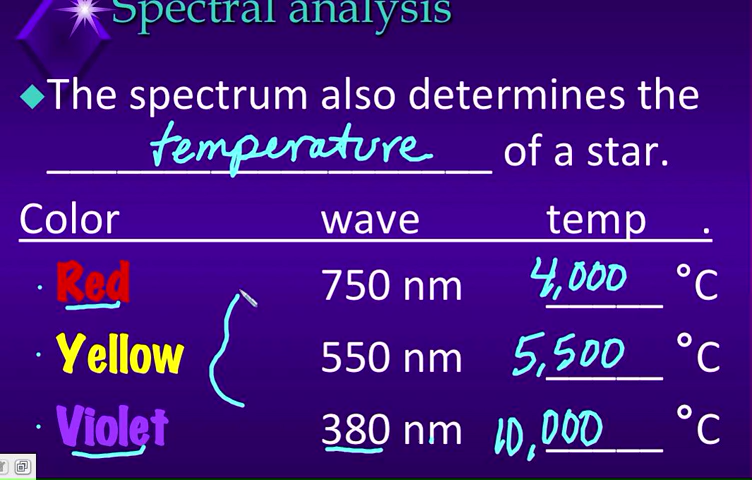 Spectral analysis
The spectrum also determines the
temperature of a star.
Color wave temp .
Red 750 nm 4,000 °C
Yellow 550 nm 5,500 °C
Violet 380 nm 10,000 °C